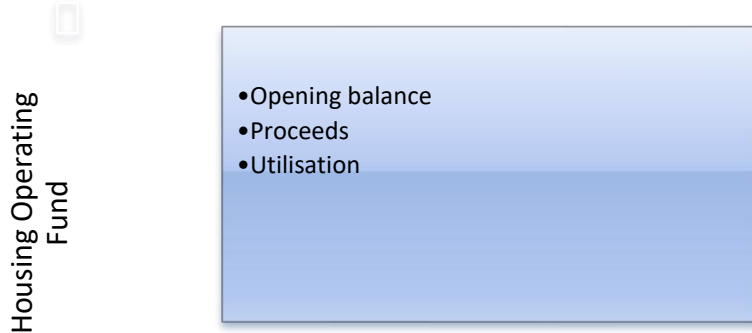 Housing Operating
Fund
•Opening balance
•Proceeds
•Utilisation